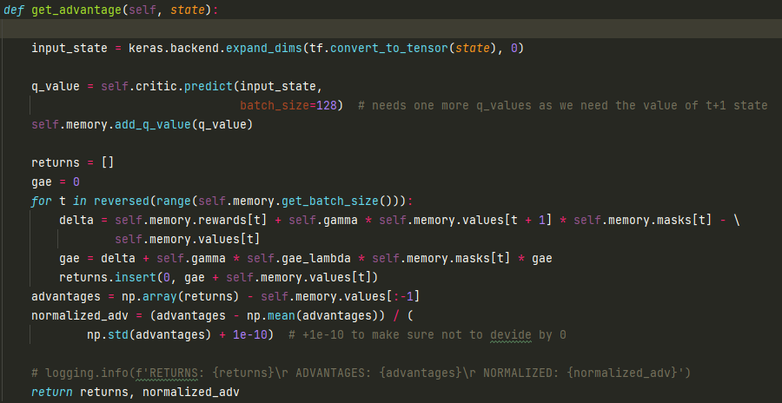 def get_advantage(self, state):
input_state = keras.backend.expand_dims(tf.convert_to_tensor(state), 0)
q_value = self.critic.predict(input_state,
batch_size=128)  # needs one more q_values as we need the value of t+1 state
self.memory.add_q_value(q_value)
returns = []
gae = 0
for t in reversed(range(self.memory.get_batch_size())):
delta = self.memory.rewards[t] + self.gamma * self.memory.values[t + 1] * self.memory.masks[t] - \
self.memory.values[t]
gae = delta + self.gamma * self.gae_lambda * self.memory.masks[t] * gae
returns.insert(0, gae + self.memory.values[t])
advantages = np.array(returns) - self.memory.values[:-1]
normalized_adv = (advantages - np.mean(advantages)) / (
np.std(advantages) + 1e-10)  # +1e-10 to make sure not to devide by 0
# logging.info(f'RETURNS: {returns}\r ADVANTAGES: {advantages}\r NORMALIZED: {normalized_adv}')
return returns, normalized_adv